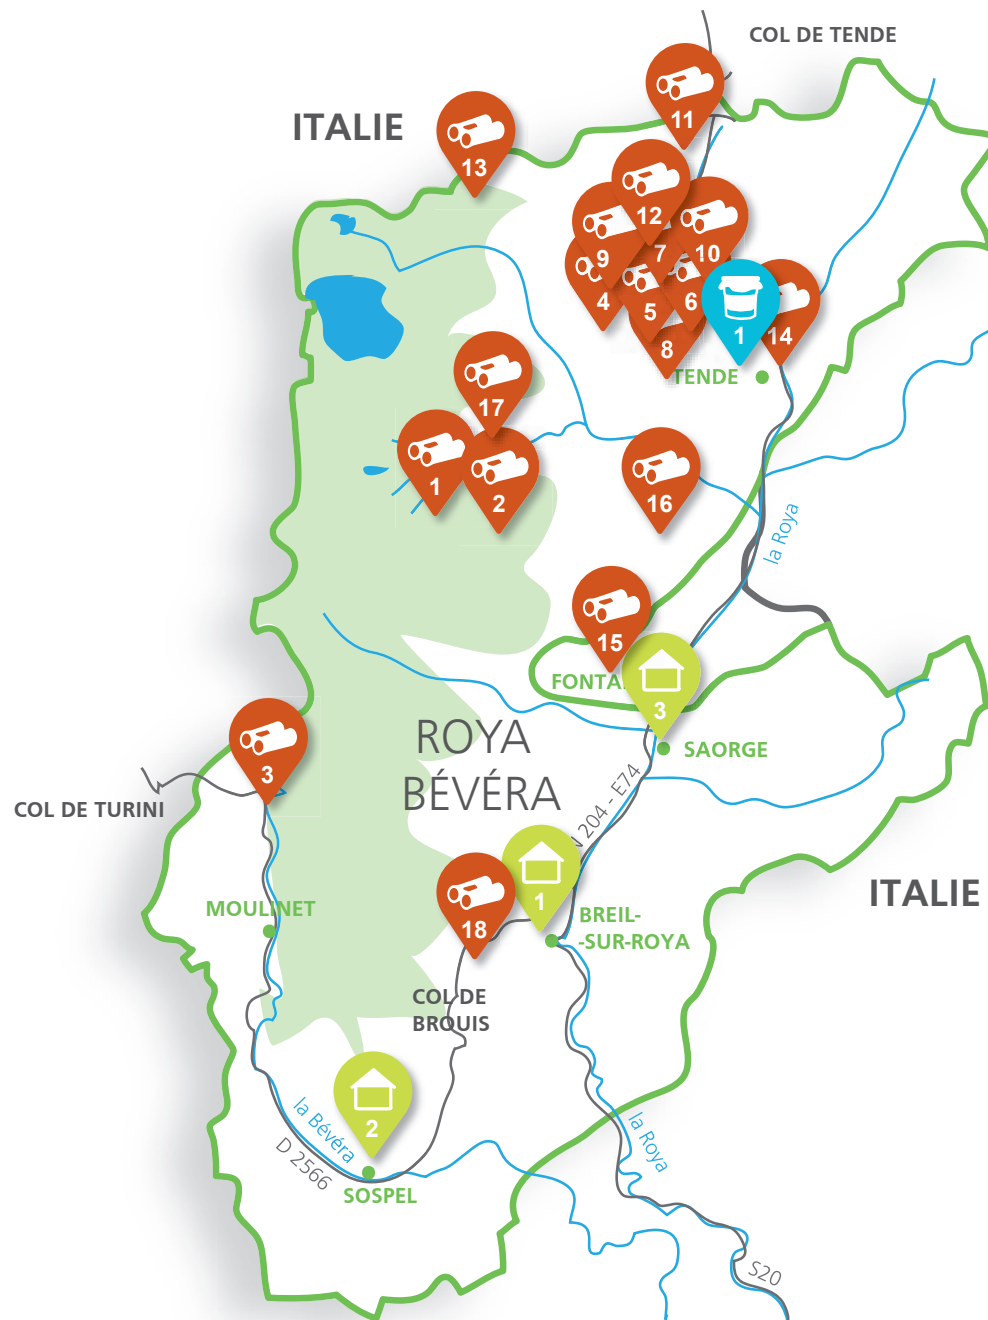 COL DE TENDE
11
ITALIE
13
12
9
7
10
4
5
6
1
14
8
TENDE
17
1
2
16
la Roya
15
FONTA
3
ROYA
BÉVÉRA
SAORGE
3
COL DE TURINI
N 204 - E74
ITALIE
1
18
MOULINET
BREIL-
-SUR-ROYA
COL DE
BROUIS
2
la Bévéra
D 2566
la Roya
SOSPEL
S20